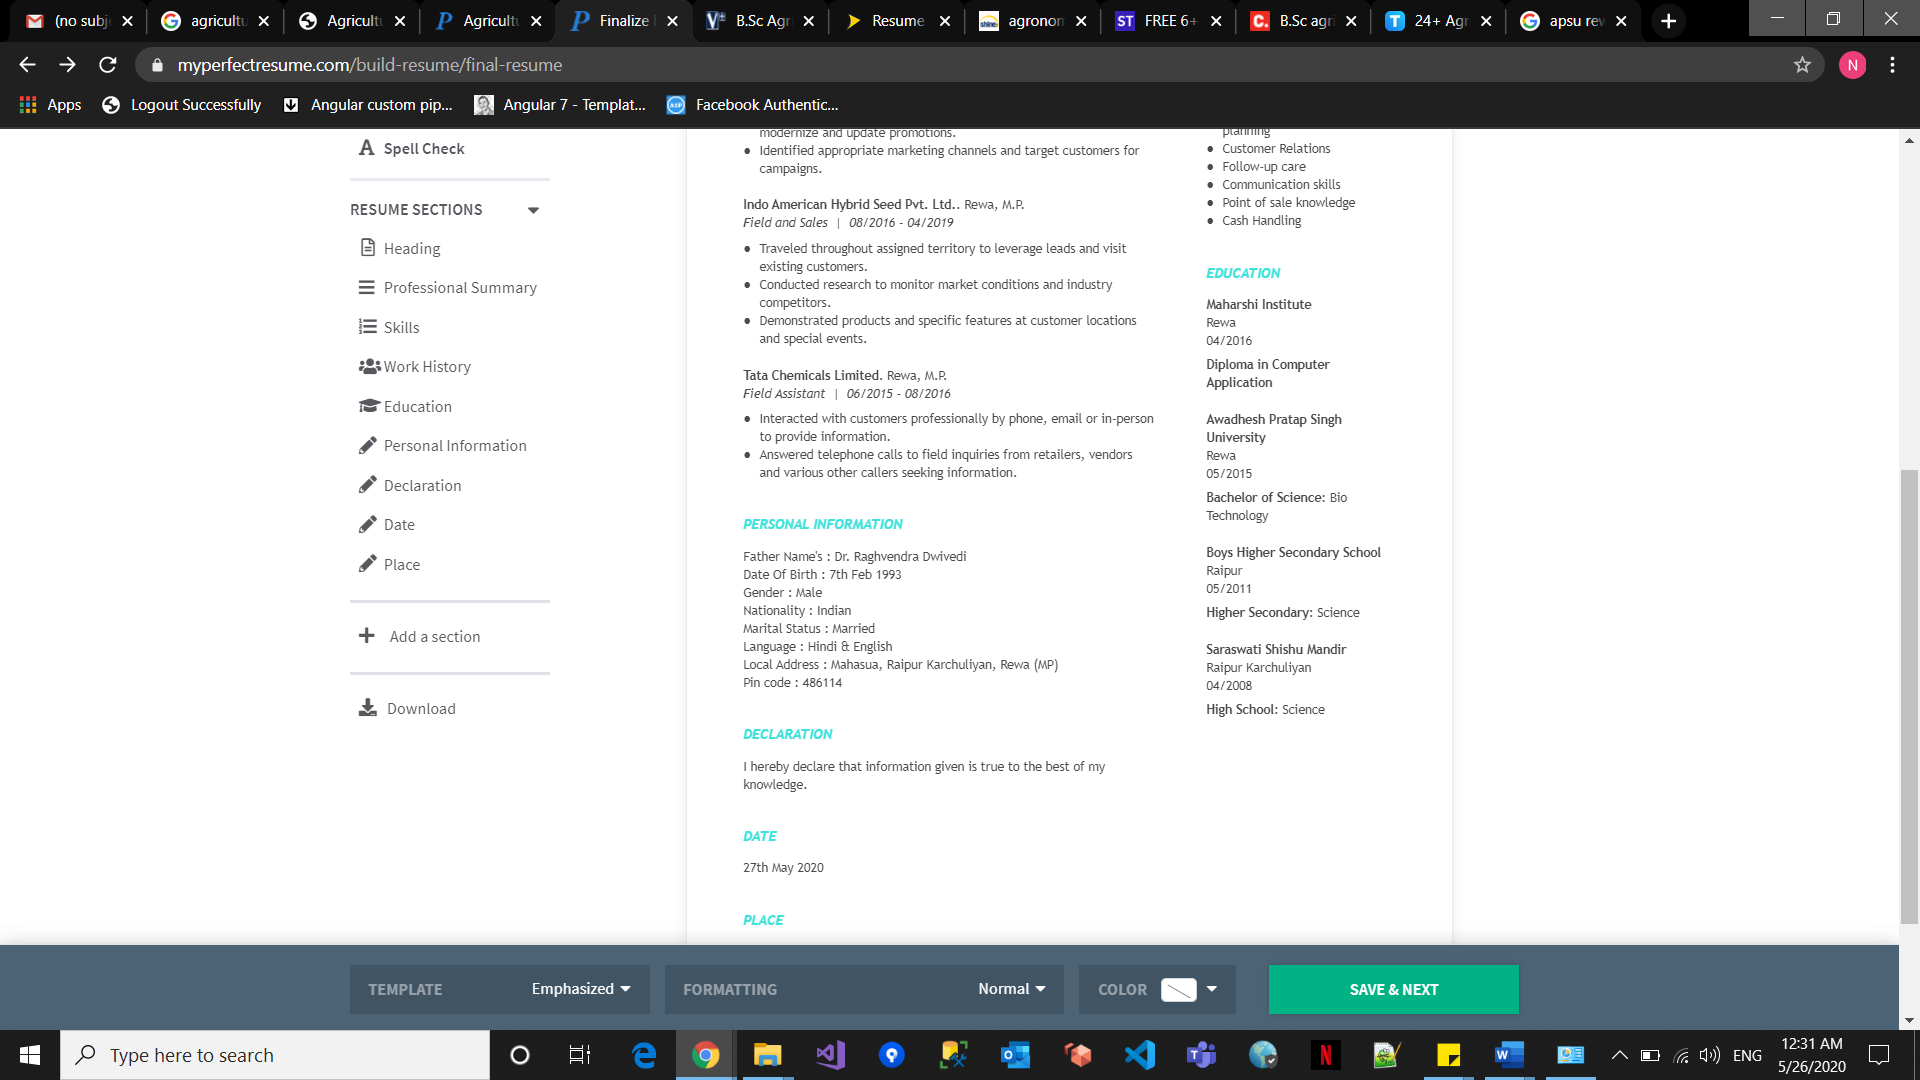 (no subj
agricultu
Agricultu
Agricult
Finalize
B.Sc Agr
Resume
agronom
FREE 6+
B.Sc agri
24+ Agr
apsu rev
myperfectresume.com/build-resume/final-resume
N
Apps
Logout Successfully
Angular custom pip...
Angular 7 - Templat...
Facebook Authentic...
Spell Check
RESUME SECTIONS
Heading
Professional Summary
Skills
Work History
Education
Personal Information
Declaration
Date
Place
Add a section
Download
modernize and update promotions.
● Identified appropriate marketing channels and target customers for
campaigns.
Indo American Hybrid Seed Pvt. Ltd.. Rewa, M.P.
Field and Sales | 08/2016 - 04/2019
● Traveled throughout assigned territory to leverage leads and visit
existing customers.
● Conducted research to monitor market conditions and industry
competitors.
● Demonstrated products and specific features at customer locations
and special events.
Tata Chemicals Limited. Rewa, M.P.
Field Assistant | 06/2015 - 08/2016
● Interacted with customers professionally by phone, email or in-person
to provide information.
● Answered telephone calls to field inquiries from retailers, vendors
and various other callers seeking information.
PERSONAL INFORMATION
Father Name's : Dr. Raghvendra Dwivedi
Date Of Birth : 7th Feb 1993
Gender : Male
Nationality : Indian
Marital Status : Married
Language : Hindi & English
Local Address : Mahasua, Raipur Karchuliyan, Rewa (MP)
Pin code : 486114
DECLARATION
I hereby declare that information given is true to the best of my
knowledge.
DATE
27th May 2020
PLACE
planning
● Customer Relations
● Follow-up care
● Communication skills
● Point of sale knowledge
● Cash Handling
EDUCATION
Maharshi Institute
Rewa
04/2016
Diploma in Computer
Application
Awadhesh Pratap Singh
University
Rewa
05/2015
Bachelor of Science: Bio
Technology
Boys Higher Secondary School
Raipur
05/2011
Higher Secondary: Science
Saraswati Shishu Mandir
Raipur Karchuliyan
04/2008
High School: Science
TEMPLATE Emphasized
FORMATTING Normal
COLOR
SAVE & NEXT
Type here to search
ENG
12:31 AM
5/26/2020